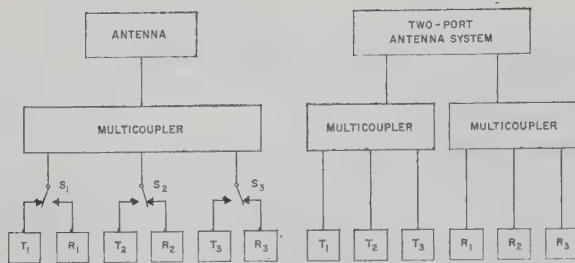 ANTENNA
MULTICOUPLER
S1 S2 S3
T1 R1 T2 R2 T3 R3
TWO-PORT
ANTENNA SYSTEM
MULTICOUPLER MULTICOUPLER
T1 T2 T3 R1 R2 R3